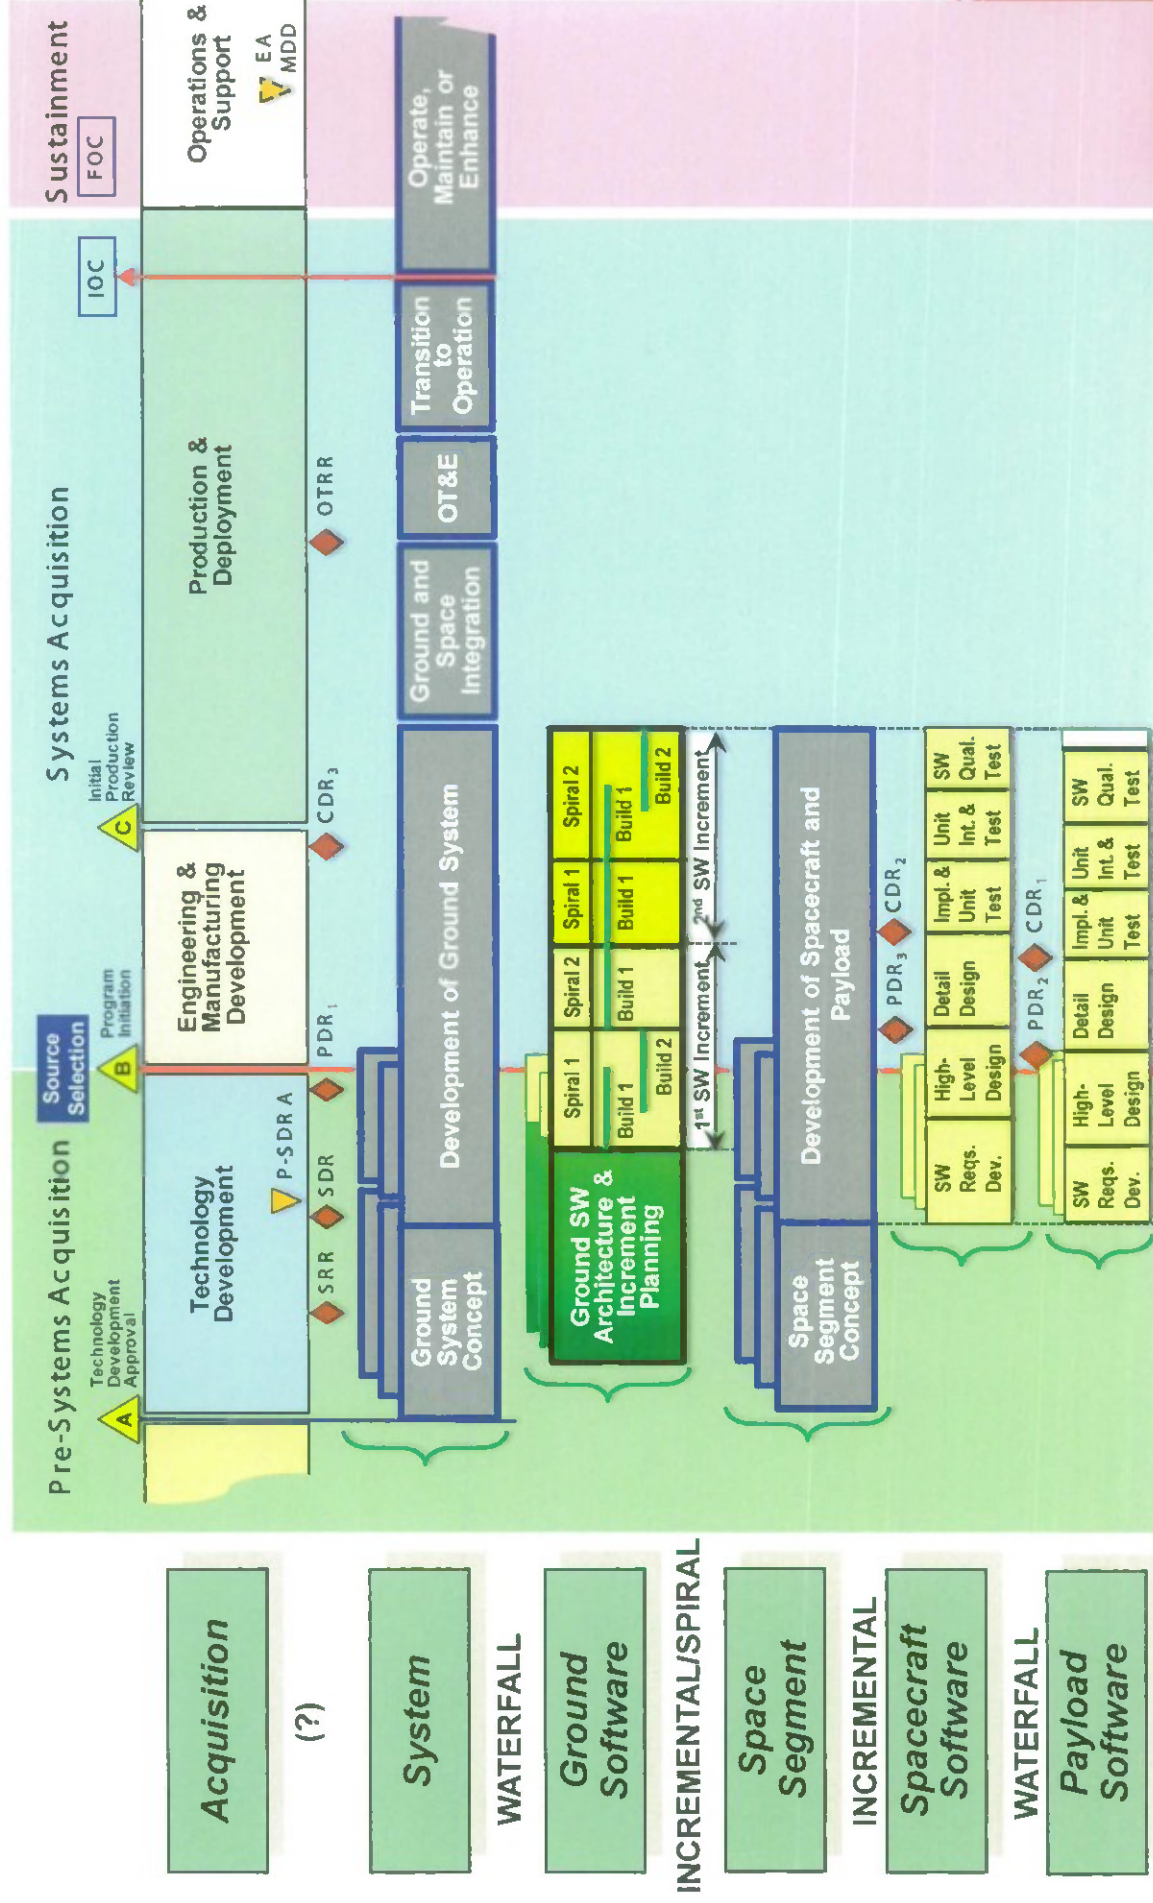 Pre-Systems Acquisition
Source
Selection
Systems Acquisition
Sustainment
Technology
Development
Approval
A
Program
Initiation
B
Initial
Production
Review
C
IOC
FOC
Acquisition
(?)
Technology
Development
Engineering &
Manufacturing
Development
Production &
Deployment
Operations &
Support
EA
MDD
P-SDR A
SRR
SDR
PDR1
CDR3
OTRR
System
WATERFALL
Ground
System
Concept
Development of Ground System
Ground and
Space
Integration
OT&E
Transition
to
Operation
Operate,
Maintain or
Enhance
Ground
Software
INCREMENTAL/SPIRAL
Ground SW
Architecture &
Increment
Planning
Spiral 1
Spiral 2
Spiral 1
Spiral 2
Build 1
Build 2
Build 1
Build 1
Build 1
Build 2
1st SW Increment
2nd SW Increment
Space
Segment
INCREMENTAL
Space
Segment
Concept
Development of Spacecraft and
Payload
PDR3
CDR2
Spacecraft
Software
WATERFALL
SW
Reqs.
Dev.
High-
Level
Design
Detail
Design
Impl. &
Unit
Test
Unit
Int. &
Test
SW
Qual.
Test
PDR2
CDR1
Payload
Software
SW
Reqs.
Dev.
High-
Level
Design
Detail
Design
Impl. &
Unit
Test
Unit
Int. &
Test
SW
Qual.
Test